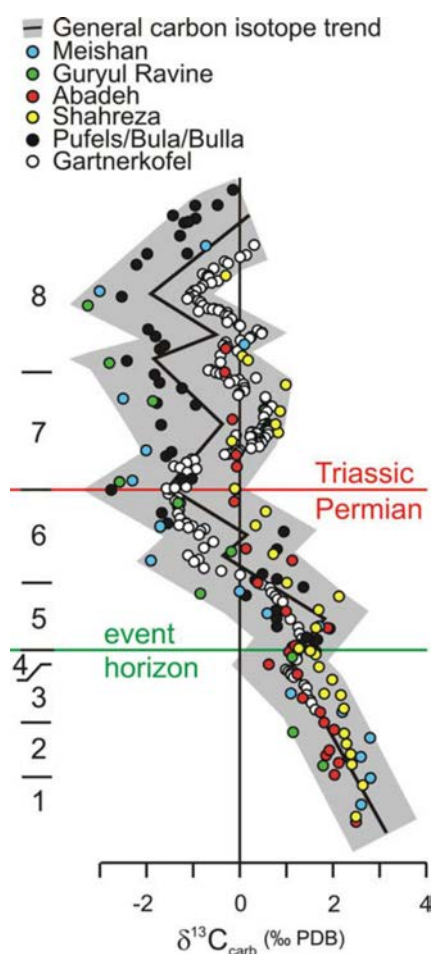 General carbon isotope trend
Meishan
Guryul Ravine
Abadeh
Shahreza
Pufels/Bula/Bulla
Gartnerkofel
8
7
Triassic
Permian
6
5
event
horizon
4
3
2
1
-2 0 2 4
δ¹³Ccarb (‰ PDB)